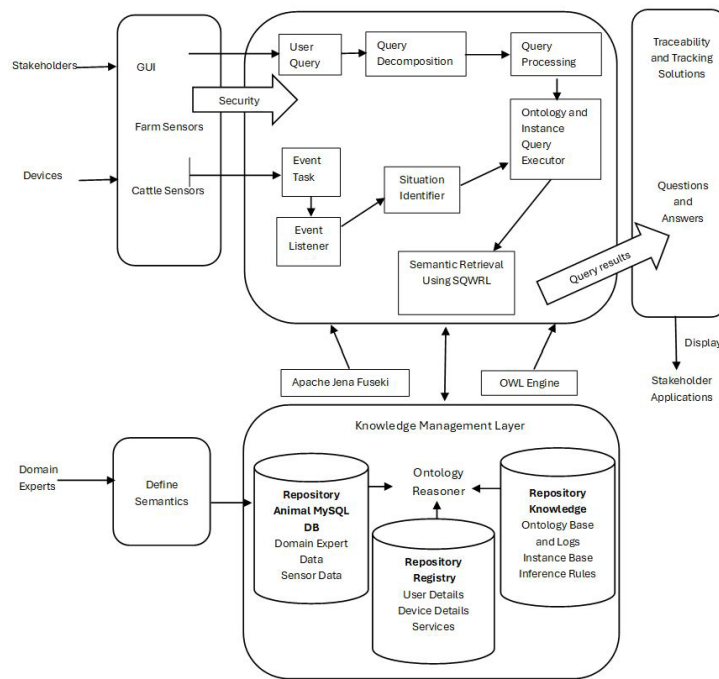 Stakeholders
Devices
GUI
Farm Sensors
Cattle Sensors
Security
User
Query
Query
Decomposition
Query
Processing
Event
Task
Event
Listener
Situation
Identifier
Ontology and
Instance
Query
Executor
Semantic Retrieval
Using SQWRL
Query results
Traceability
and Tracking
Solutions
Questions
and
Answers
Display
Stakeholder
Applications
Apache Jena Fuseki
OWL Engine
Knowledge Management Layer
Domain
Experts
Define
Semantics
Repository
Animal MySQL
DB
Domain Expert
Data
Sensor Data
Ontology
Reasoner
Repository
Registry
User Details
Device Details
Services
Repository
Knowledge
Ontology Base
and Logs
Instance Base
Inference Rules